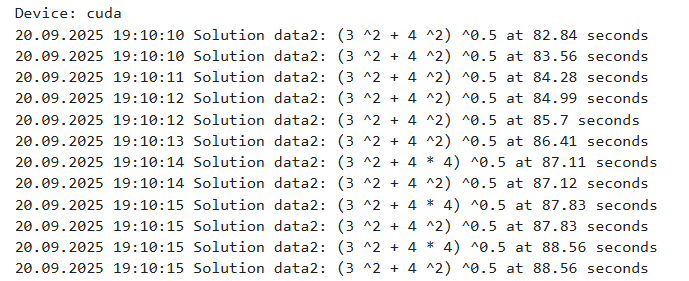 Device: cuda
20.09.2025 19:10:10 Solution data2: (3 ^2 + 4 ^2) ^0.5 at 82.84 seconds
20.09.2025 19:10:10 Solution data2: (3 ^2 + 4 ^2) ^0.5 at 83.56 seconds
20.09.2025 19:10:11 Solution data2: (3 ^2 + 4 ^2) ^0.5 at 84.28 seconds
20.09.2025 19:10:12 Solution data2: (3 ^2 + 4 ^2) ^0.5 at 84.99 seconds
20.09.2025 19:10:12 Solution data2: (3 ^2 + 4 ^2) ^0.5 at 85.7 seconds
20.09.2025 19:10:13 Solution data2: (3 ^2 + 4 ^2) ^0.5 at 86.41 seconds
20.09.2025 19:10:14 Solution data2: (3 ^2 + 4 * 4) ^0.5 at 87.11 seconds
20.09.2025 19:10:14 Solution data2: (3 ^2 + 4 ^2) ^0.5 at 87.12 seconds
20.09.2025 19:10:15 Solution data2: (3 ^2 + 4 * 4) ^0.5 at 87.83 seconds
20.09.2025 19:10:15 Solution data2: (3 ^2 + 4 ^2) ^0.5 at 87.83 seconds
20.09.2025 19:10:15 Solution data2: (3 ^2 + 4 * 4) ^0.5 at 88.56 seconds
20.09.2025 19:10:15 Solution data2: (3 ^2 + 4 ^2) ^0.5 at 88.56 seconds